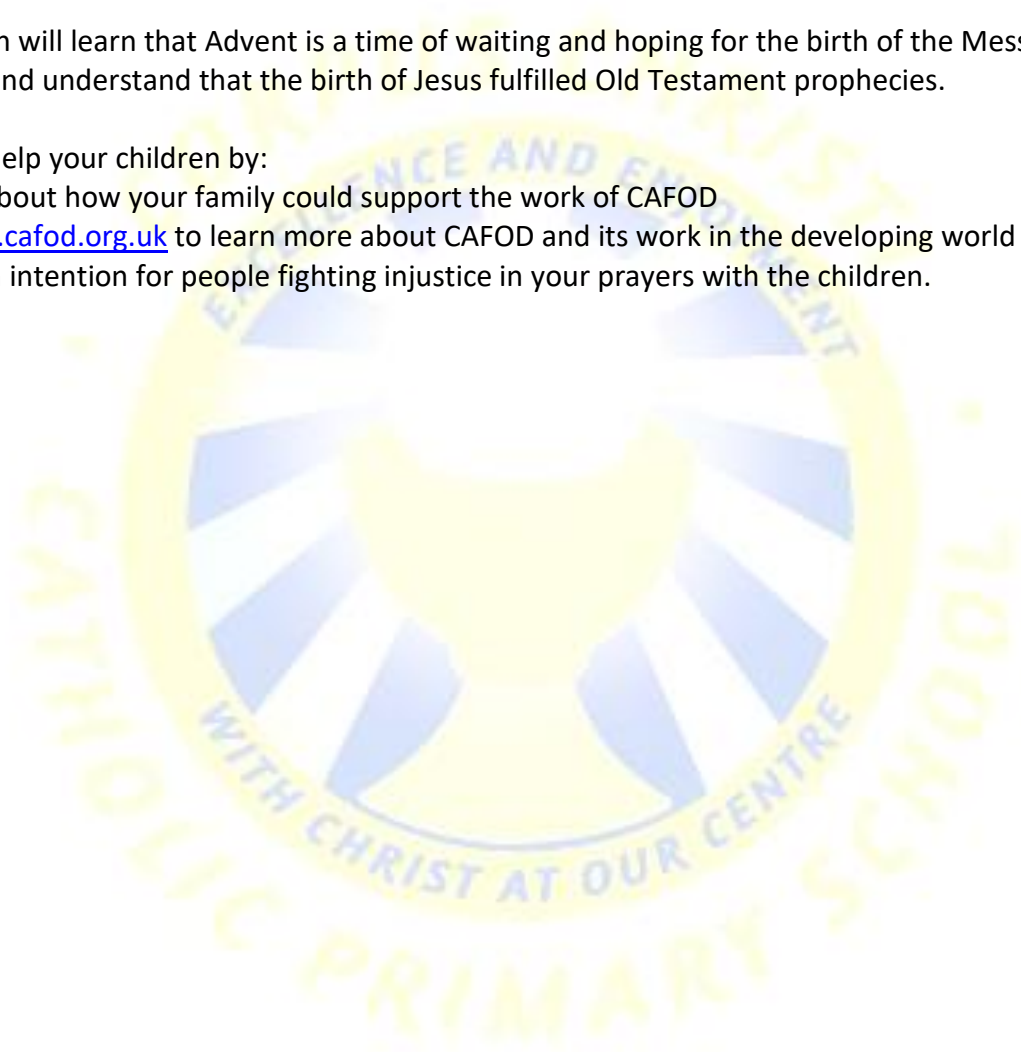 n will learn that Advent is a time of waiting and hoping for the birth of the Mess
nd understand that the birth of Jesus fulfilled Old Testament prophecies.
elp your children by:
bout how your family could support the work of CAFOD
.cafod.org.uk to learn more about CAFOD and its work in the developing world
intention for people fighting injustice in your prayers with the children.
CORPUS CHRISTI
EXCELLENCE AND ENJOYMENT
WITH CHRIST AT OUR CENTRE
CATHOLIC PRIMARY SCHOOL